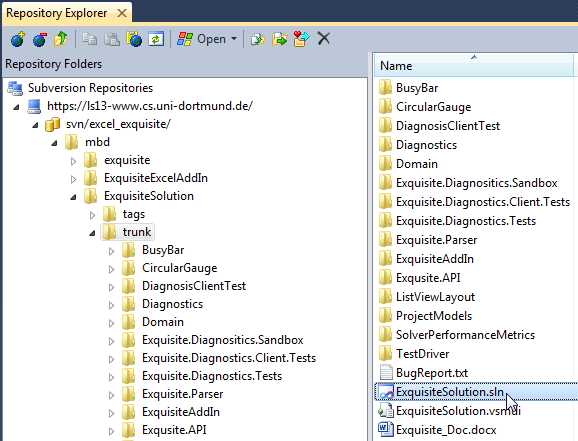 Repository Explorer
Open
Repository Folders
Subversion Repositories
https://ls13-www.cs.uni-dortmund.de/
svn/excel_exquisite/
mbd
exquisite
ExquisiteExcelAddIn
ExquisiteSolution
tags
trunk
BusyBar
CircularGauge
DiagnosisClientTest
Diagnostics
Domain
Exquisite.Diagnositics.Sandbox
Exquisite.Diagnostics.Client.Tests
Exquisite.Diagnostics.Tests
Exquisite.Parser
ExquisiteAddIn
Exqusite.API
Name
BusyBar
CircularGauge
DiagnosisClientTest
Diagnostics
Domain
Exquisite.Diagnositics.Sandbox
Exquisite.Diagnostics.Client.Tests
Exquisite.Diagnostics.Tests
Exquisite.Parser
ExquisiteAddIn
Exqusite.API
ListViewLayout
ProjectModels
SolverPerformanceMetrics
TestDriver
BugReport.txt
ExquisiteSolution.sln
ExquisiteSolution.vsmdi
Exquisite_Doc.docx